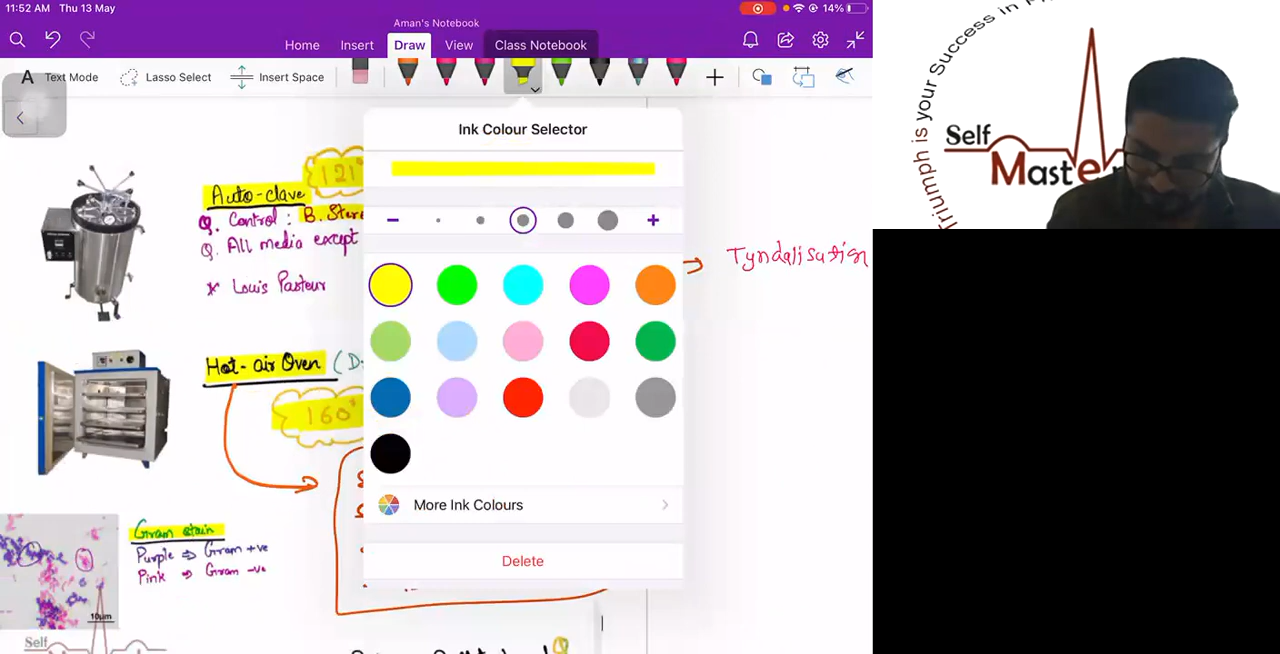 11:52 AM Thu 13 May
14%
Aman's Notebook
Home Insert Draw View Class Notebook
A Text Mode Lasso Select Insert Space
Ink Colour Selector
More Ink Colours
Delete
121°
Auto-clave
Q. Control : B. Ster
Q. All media except
* Louis Pasteur
Tyndalisation
Hot-air Oven (D
160°
Gram stain
Purple ⇒ Gram +ve
Pink ⇒ Gram -ve
10µm
Self
Triumph is your Success in
Self
Maste